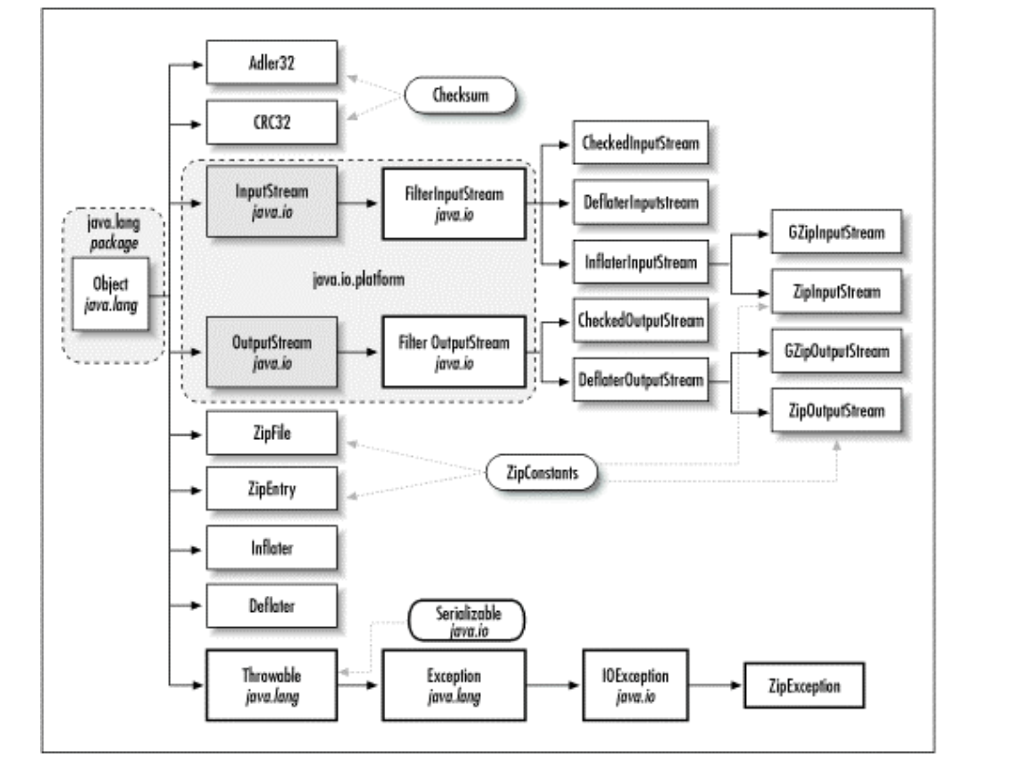 Adler32
Checksum
CRC32
CheckedInputStream
InputStream
java.io
FilterInputStream
java.io
DeflaterInputstream
java.lang
package
GZipInputStream
InflaterInputStream
Object
java.lang
java.io.platform
ZipInputStream
CheckedOutputStream
OutputStream
java.io
Filter OutputStream
java.io
GZipOutputStream
DeflaterOutputStream
ZipOutputStream
ZipFile
ZipConstants
ZipEntry
Inflater
Deflater
Serializable
java.io
Throwable
java.lang
Exception
java.lang
IOException
java.io
ZipException